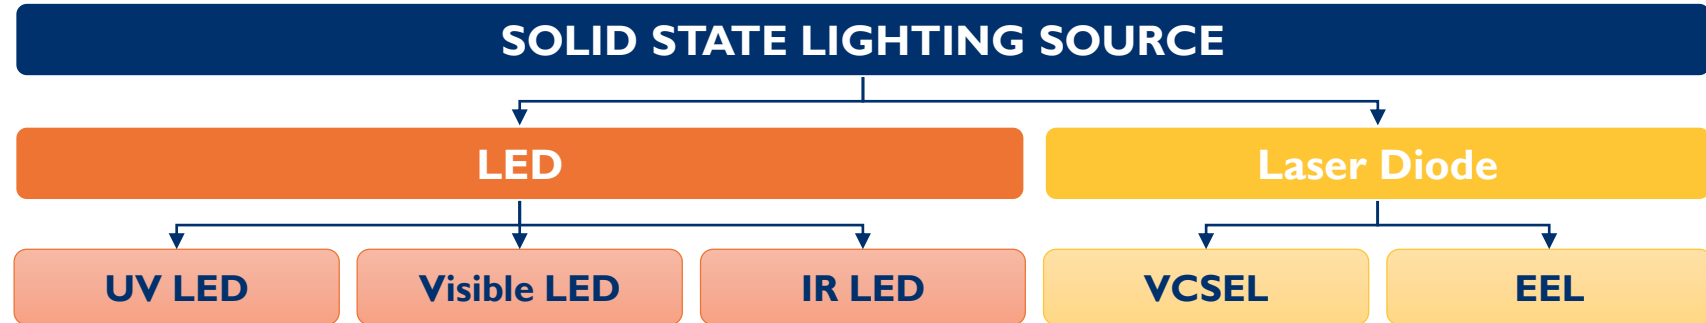 SOLID STATE LIGHTING SOURCE
LED
Laser Diode
UV LED
Visible LED
IR LED
VCSEL
EEL